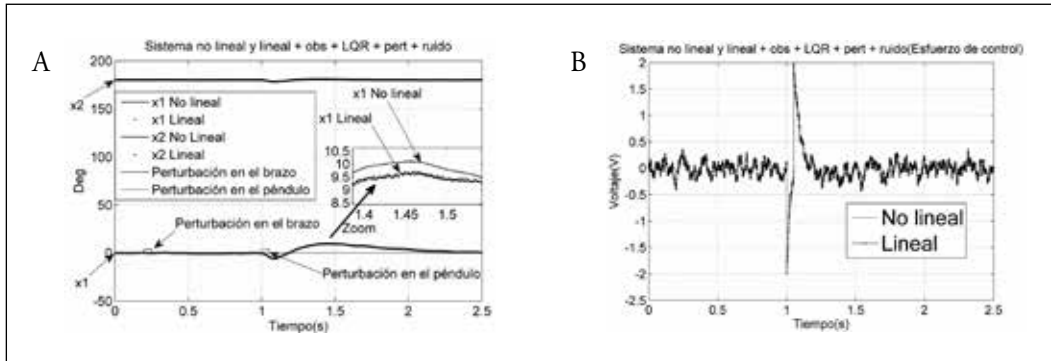 A
Sistema no lineal y lineal + obs + LQR + pert + ruido
200
150
100
50
0
-50
Deg
x2
x1 No lineal
x1 Lineal
x2 No Lineal
x2 Lineal
Perturbación en el brazo
Perturbación en el péndulo
x1 No lineal
x1 Lineal
10.5
10
9.5
9
8.5
1.4
1.45
1.5
Zoom
Perturbación en el brazo
Perturbación en el péndulo
x1
0
0.5
1
1.5
2
2.5
Tiempo(s)
B
Sistema no lineal y lineal + obs + LQR + pert + ruido(Esfuerzo de control)
2
1.5
1
0.5
0
-0.5
-1
-1.5
-2
-2.5
Voltaje(V)
No lineal
Lineal
0
0.5
1
1.5
2
2.5
Tiempo(s)